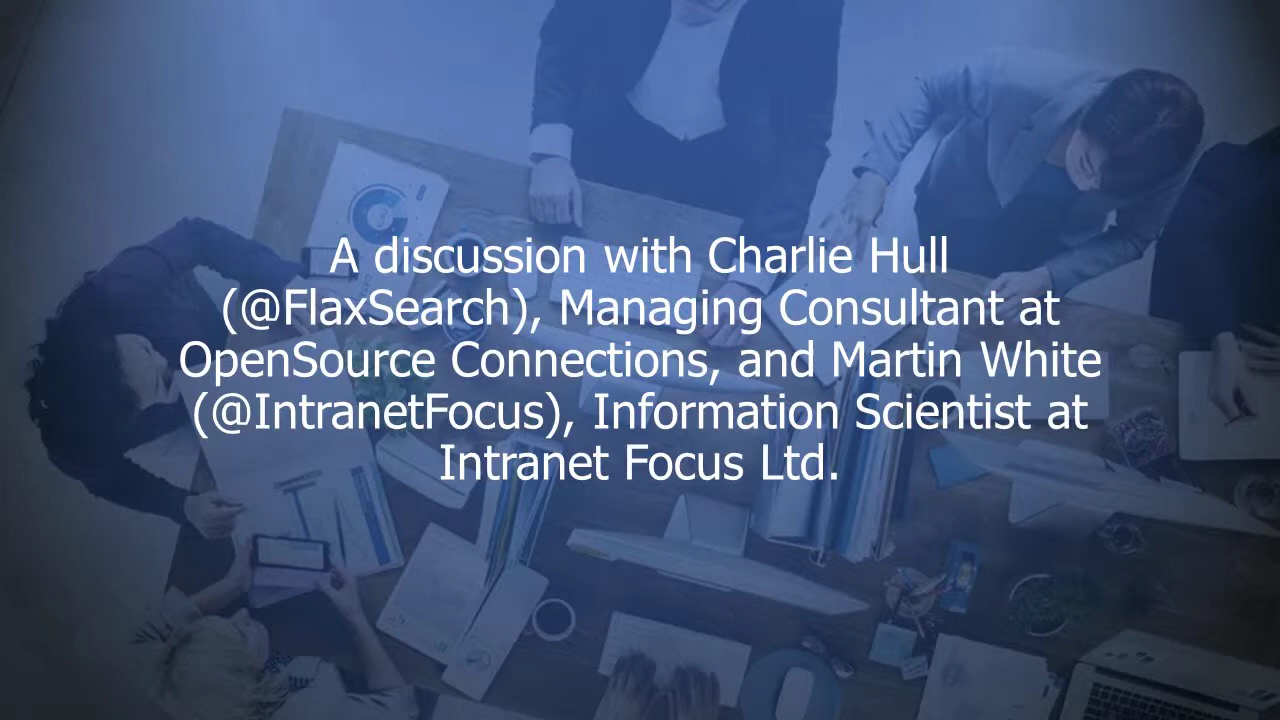 A discussion with Charlie Hull
(@FlaxSearch), Managing Consultant at
OpenSource Connections, and Martin White
(@IntranetFocus), Information Scientist at
Intranet Focus Ltd.